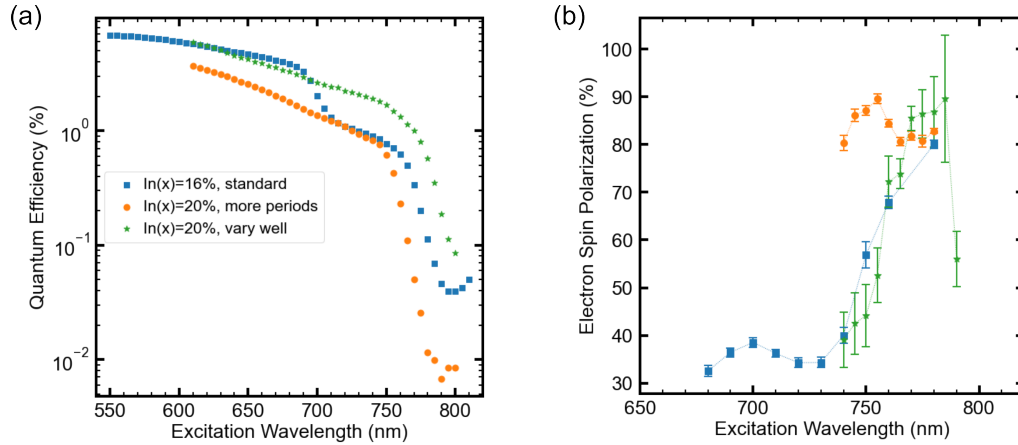 (a)
Quantum Efficiency (%)
10⁰
10⁻¹
10⁻²
In(x)=16%, standard
In(x)=20%, more periods
In(x)=20%, vary well
550 600 650 700 750 800
Excitation Wavelength (nm)
(b)
Electron Spin Polarization (%)
100
90
80
70
60
50
40
30
650 700 750 800
Excitation Wavelength (nm)